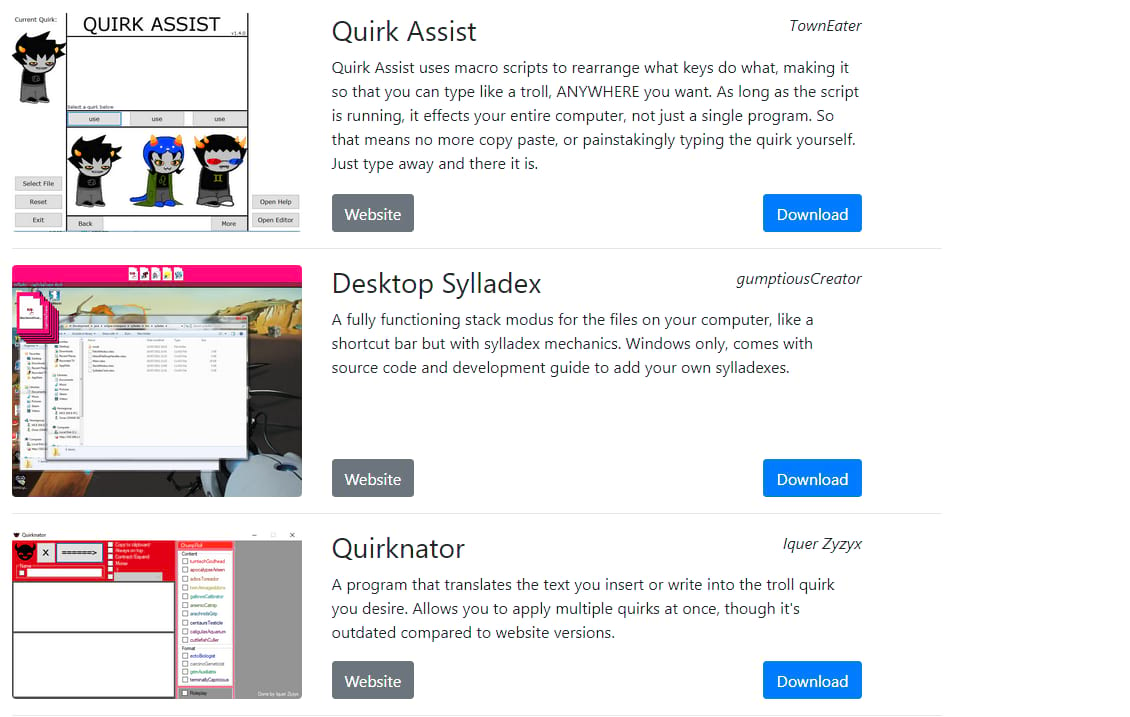 Current Quirk:
QUIRK ASSIST
v1.4.0
Select a quirk below
use
use
use
Select File
Reset
Exit
Back
More
Open Help
Open Editor
Quirk Assist
TownEater
Quirk Assist uses macro scripts to rearrange what keys do what, making it
so that you can type like a troll, ANYWHERE you want. As long as the script
is running, it effects your entire computer, not just a single program. So
that means no more copy paste, or painstakingly typing the quirk yourself.
Just type away and there it is.
Website
Download
Desktop Sylladex
gumptiousCreator
A fully functioning stack modus for the files on your computer, like a
shortcut bar but with sylladex mechanics. Windows only, comes with
source code and development guide to add your own sylladexes.
Website
Download
Quirknator
X
======>
Copy to clipboard
Always on top
Contract/Expand
Name
ChumpRoll
Content
turntechGodhead
apocalypseArisen
adiosToreador
twinArmageddons
gallowsCalibrator
arsenicCatnip
arachnidsGrip
centaursTesticle
caligulasAquarium
cuttlefishCuller
Format
ectoBiologist
carcinoGeneticist
grimAuxiliatrix
terminallyCapricious
Roleplay
Done by Iquer Zyzyx
Quirknator
Iquer Zyzyx
A program that translates the text you insert or write into the troll quirk
you desire. Allows you to apply multiple quirks at once, though it's
outdated compared to website versions.
Website
Download